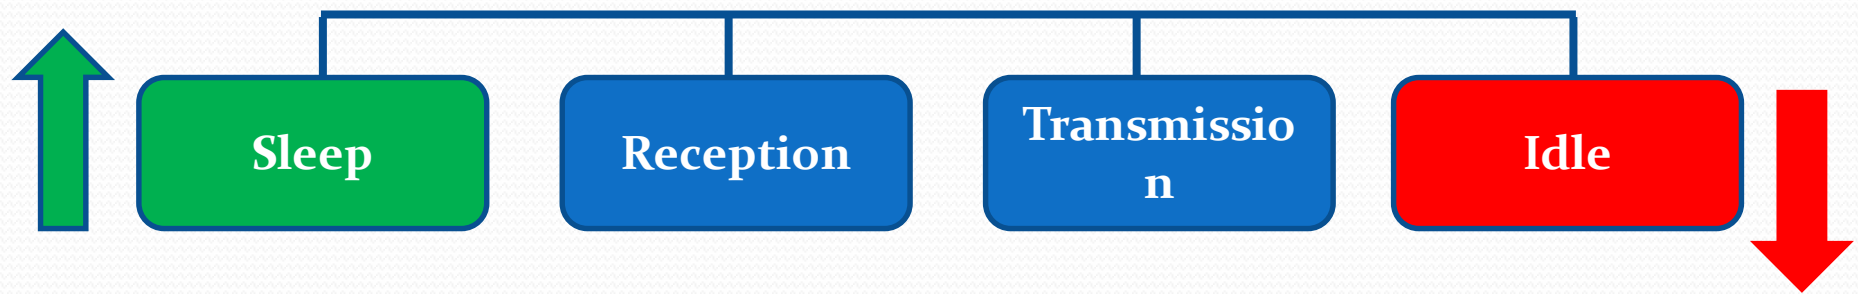 Sleep
Reception
Transmissio
n
Idle